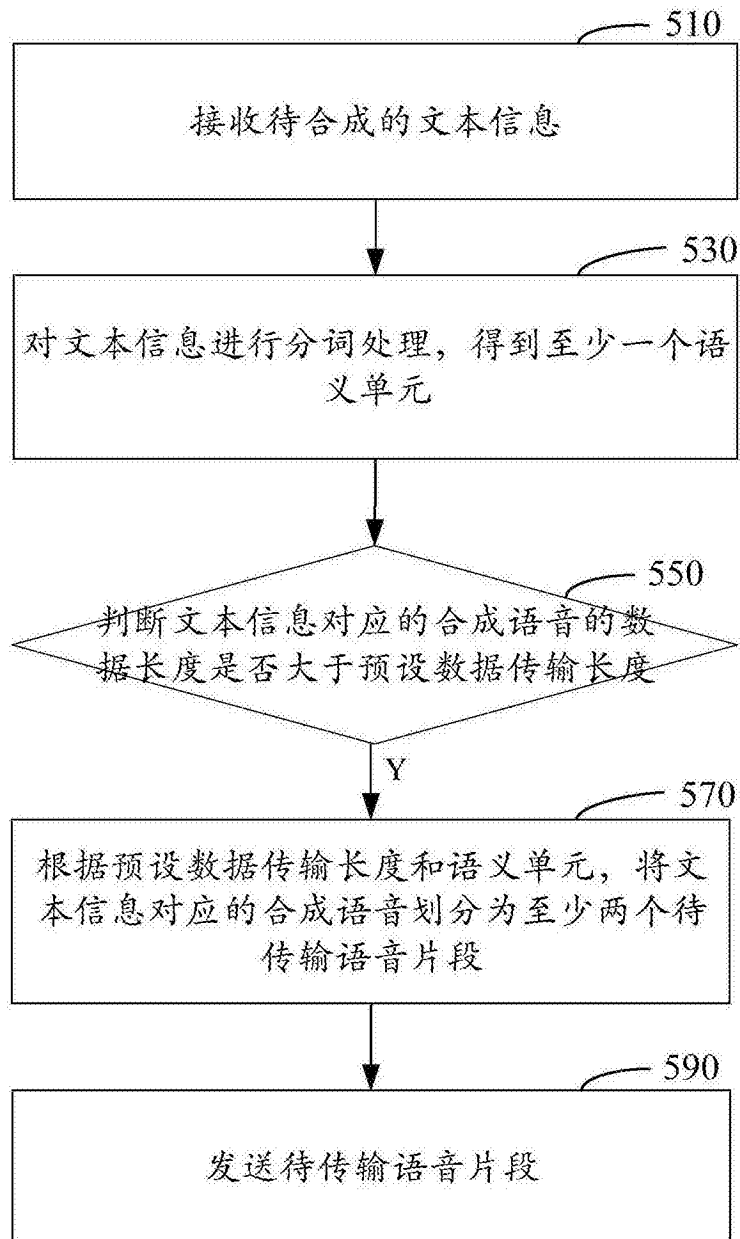 510
接收待合成的文本信息
530
对文本信息进行分词处理，得到至少一个语
义单元
550
判断文本信息对应的合成语音的数
据长度是否大于预设数据传输长度
Y
570
根据预设数据传输长度和语义单元，将文
本信息对应的合成语音划分为至少两个待
传输语音片段
590
发送待传输语音片段